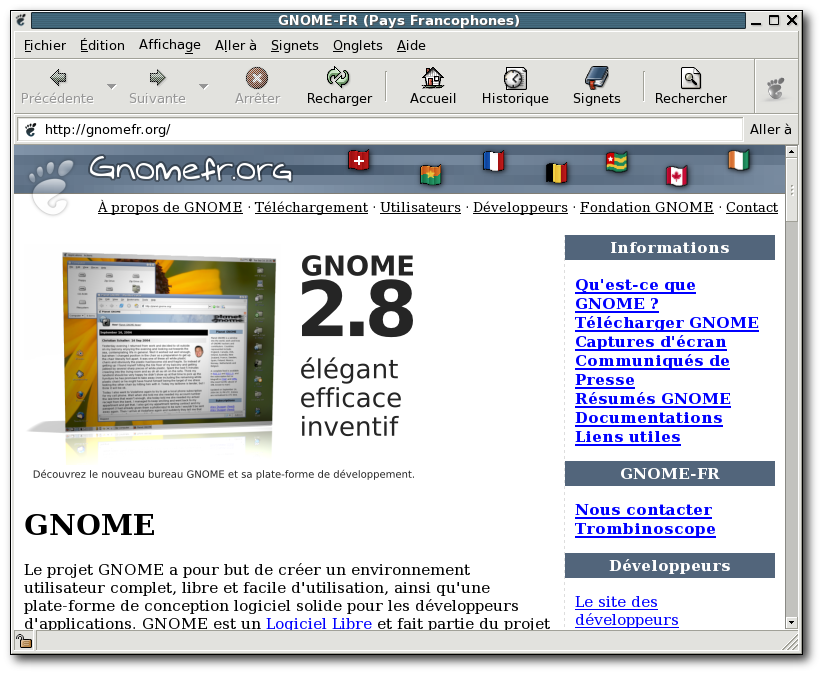 GNOME-FR (Pays Francophones)
Fichier Édition Affichage Aller à Signets Onglets Aide
Précédente Suivante Arrêter Recharger Accueil Historique Signets Rechercher
http://gnomefr.org/ Aller à
Gnomefr.org
À propos de GNOME · Téléchargement · Utilisateurs · Développeurs · Fondation GNOME · Contact
GNOME
2.8
élégant
efficace
inventif
Découvrez le nouveau bureau GNOME et sa plate-forme de développement.
GNOME
Le projet GNOME a pour but de créer un environnement
utilisateur complet, libre et facile d'utilisation, ainsi qu'une
plate-forme de conception logiciel solide pour les développeurs
d'applications. GNOME est un Logiciel Libre et fait partie du projet
Informations
Qu'est-ce que
GNOME ?
Télécharger GNOME
Captures d'écran
Communiqués de
Presse
Résumés GNOME
Documentations
Liens utiles
GNOME-FR
Nous contacter
Trombinoscope
Développeurs
Le site des
développeurs